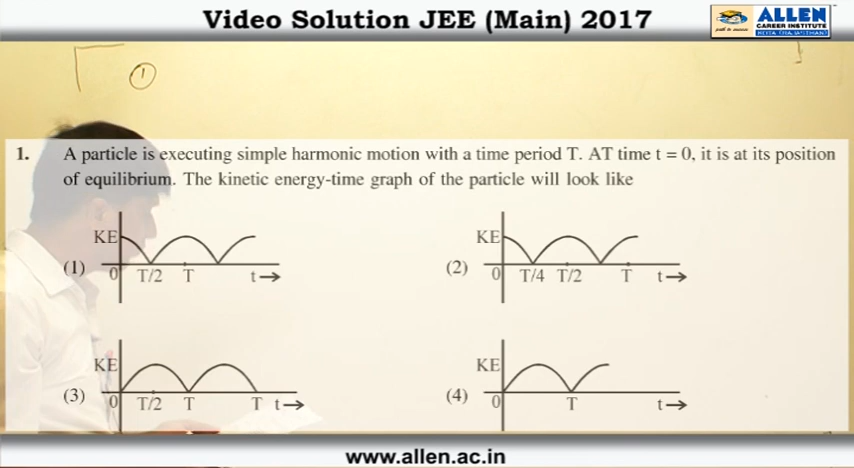 Video Solution JEE (Main) 2017
ALLEN
CAREER INSTITUTE
KOTA (RAJASTHAN)
path to success
1
1. A particle is executing simple harmonic motion with a time period T. AT time t = 0, it is at its position
of equilibrium. The kinetic energy-time graph of the particle will look like
(1) KE 0 T/2 T t→
(2) KE 0 T/4 T/2 T t→
(3) KE 0 T/2 T T t→
(4) KE 0 T t→
www.allen.ac.in